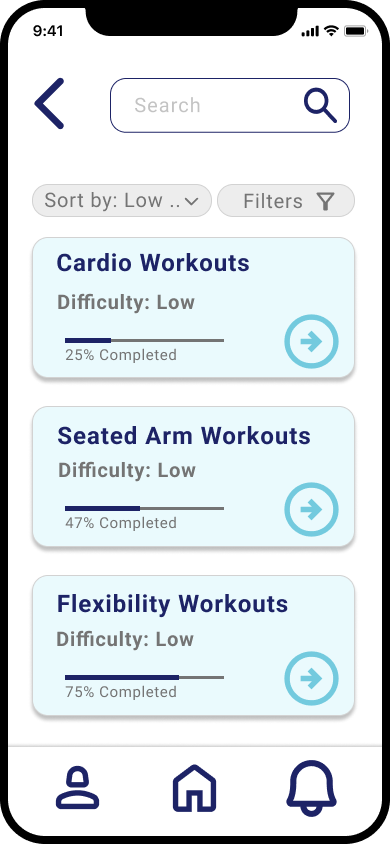 9:41
Search
Sort by: Low ..
Filters
Cardio Workouts
Difficulty: Low
25% Completed
Seated Arm Workouts
Difficulty: Low
47% Completed
Flexibility Workouts
Difficulty: Low
75% Completed